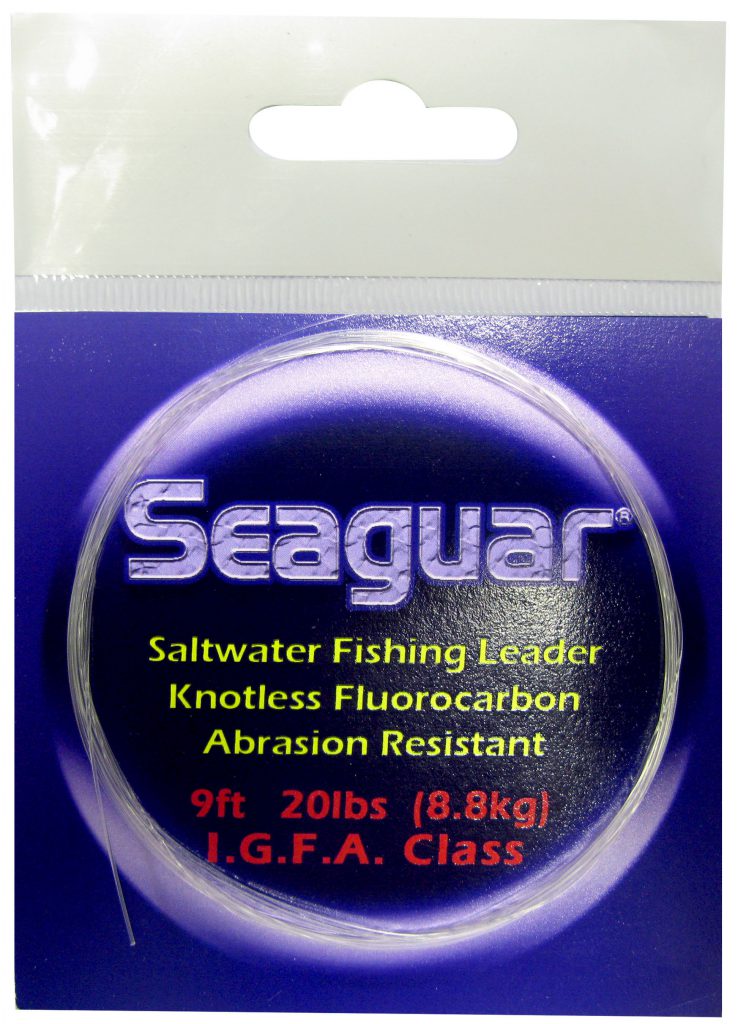 Seaguar®
Saltwater Fishing Leader
Knotless Fluorocarbon
Abrasion Resistant
9ft 20lbs (8.8kg)
I.G.F.A. Class